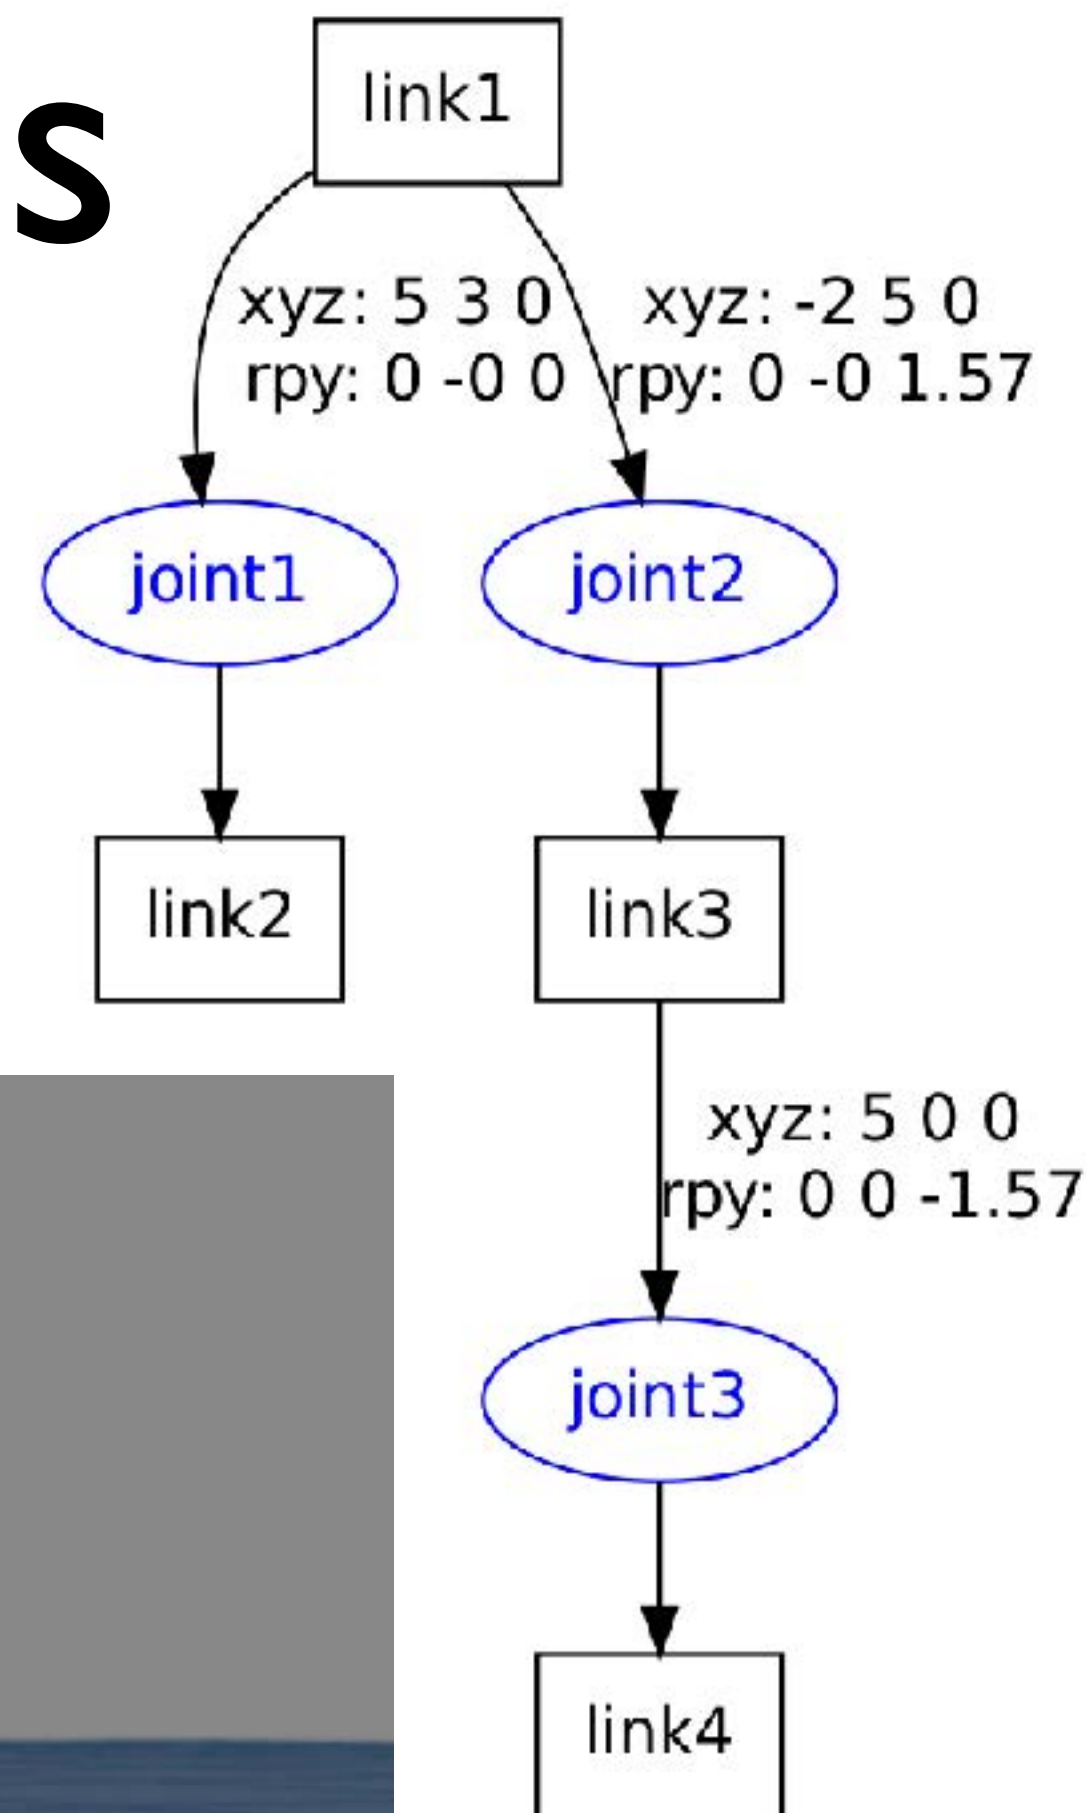 s
link1
xyz: 5 3 0
rpy: 0 -0 0
xyz: -2 5 0
rpy: 0 -0 1.57
joint1
joint2
link2
link3
xyz: 5 0 0
rpy: 0 0 -1.57
joint3
link4